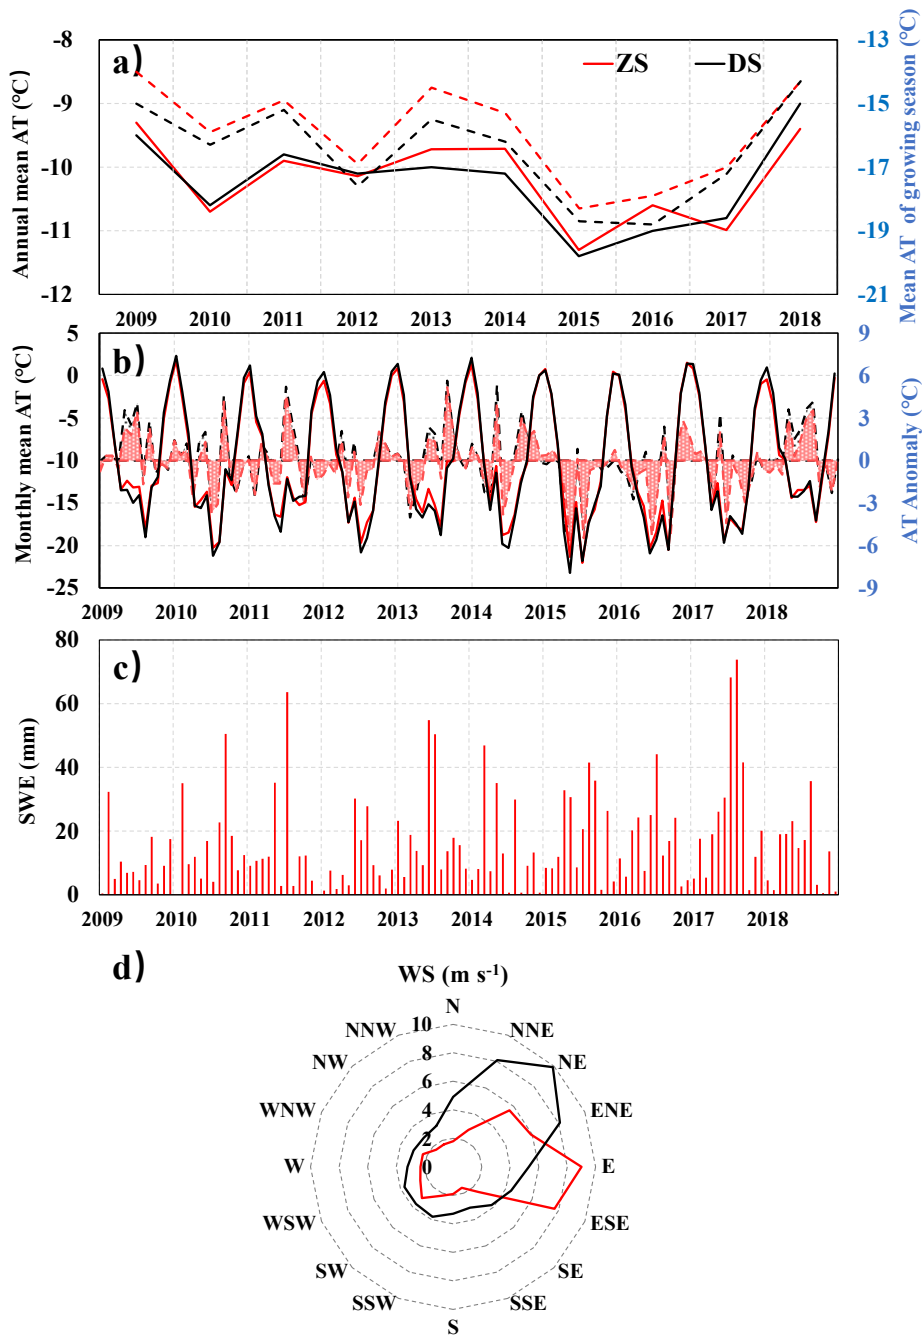 a)
ZS DS
Annual mean AT (°C)
-8
-9
-10
-11
-12
Mean AT of growing season (°C)
-13
-15
-17
-19
-21
2009 2010 2011 2012 2013 2014 2015 2016 2017 2018
b)
Monthly mean AT (°C)
5
0
-5
-10
-15
-20
-25
AT Anomaly (°C)
9
6
3
0
-3
-6
-9
2009 2010 2011 2012 2013 2014 2015 2016 2017 2018
c)
SWE (mm)
80
60
40
20
0
2009 2010 2011 2012 2013 2014 2015 2016 2017 2018
d)
WS (m s-1)
N
NNW 10 NNE
NW 8 NE
6
WNW 4 ENE
2
W 0 E
WSW ESE
SW SE
SSW SSE
S